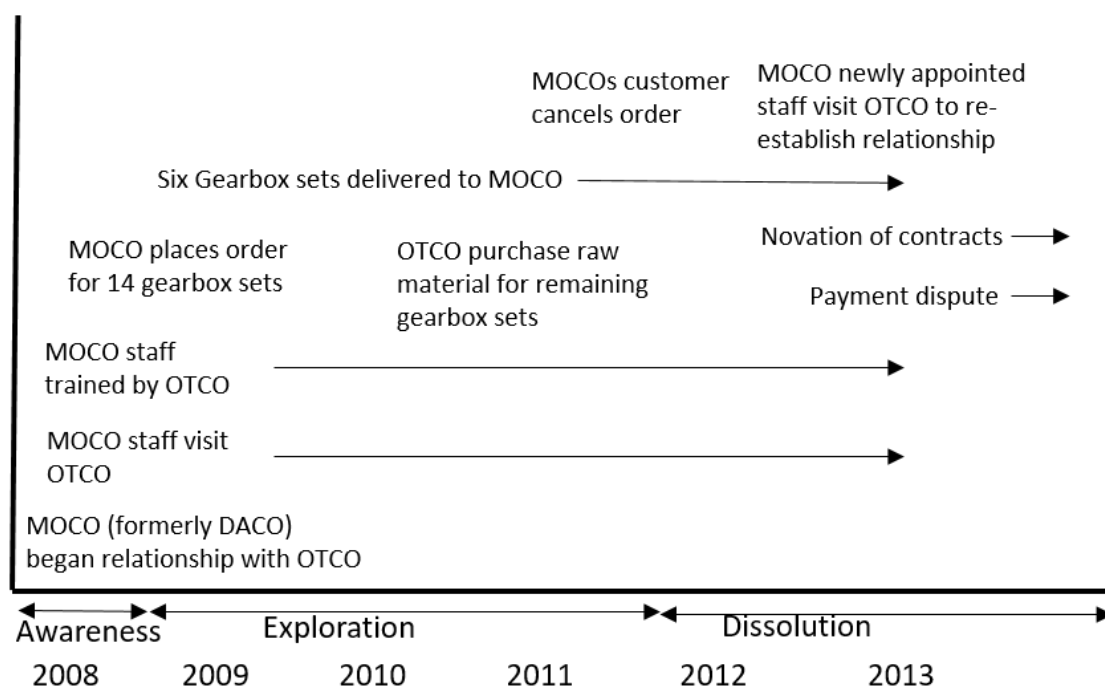 MOCOs customer
cancels order
MOCO newly appointed
staff visit OTCO to re-
establish relationship
Six Gearbox sets delivered to MOCO
MOCO places order
for 14 gearbox sets
OTCO purchase raw
material for remaining
gearbox sets
Novation of contracts
Payment dispute
MOCO staff
trained by OTCO
MOCO staff visit
OTCO
MOCO (formerly DACO)
began relationship with OTCO
Awareness
Exploration
Dissolution
2008
2009
2010
2011
2012
2013